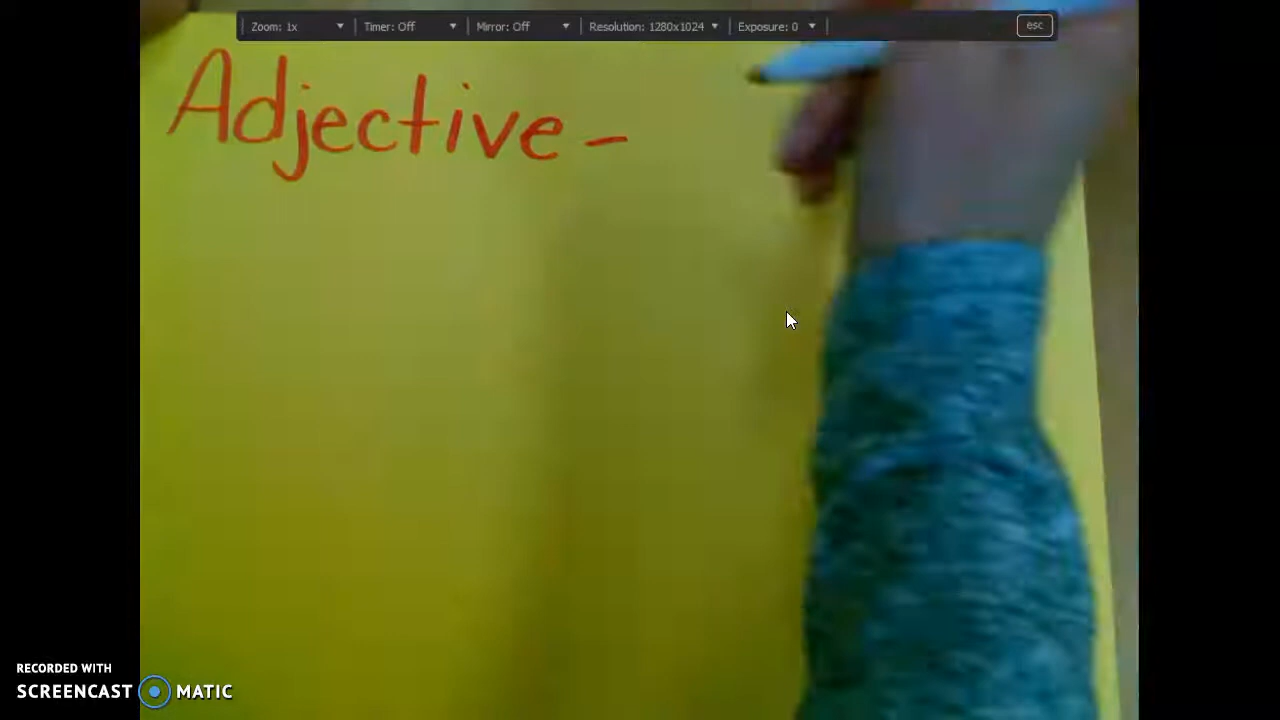 Zoom: 1x Timer: Off Mirror: Off Resolution: 1280x1024 Exposure: 0 esc
Adjective -
RECORDED WITH
SCREENCAST MATIC